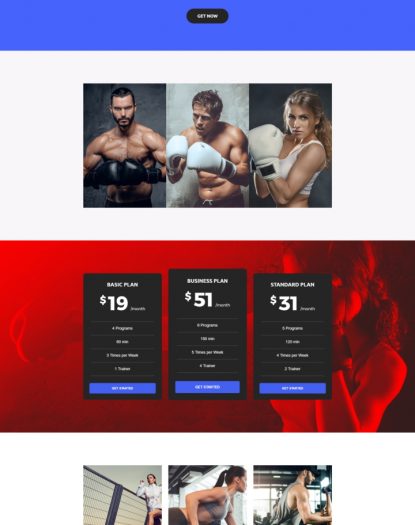 GET NOW
BASIC PLAN
$19 /month
4 Programs
60 min
3 Times per Week
1 Trainer
GET STARTED
BUSINESS PLAN
$51 /month
8 Programs
150 min
5 Times per Week
4 Trainer
GET STARTED
STANDARD PLAN
$31 /month
6 Programs
120 min
4 Times per Week
2 Trainer
GET STARTED